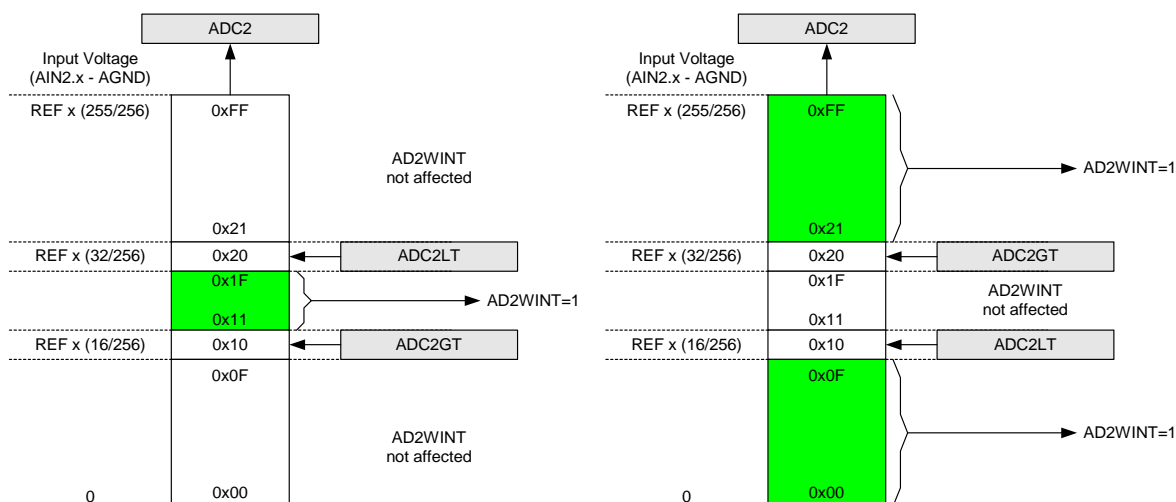 ADC2
Input Voltage
(AIN2.x - AGND)
REF x (255/256)
0xFF
AD2WINT
not affected
0x21
REF x (32/256)
0x20
ADC2LT
0x1F
AD2WINT=1
0x11
REF x (16/256)
0x10
ADC2GT
0x0F
AD2WINT
not affected
0
0x00
ADC2
Input Voltage
(AIN2.x - AGND)
REF x (255/256)
0xFF
AD2WINT=1
0x21
REF x (32/256)
0x20
ADC2GT
0x1F
AD2WINT
not affected
0x11
REF x (16/256)
0x10
ADC2LT
0x0F
AD2WINT=1
0
0x00